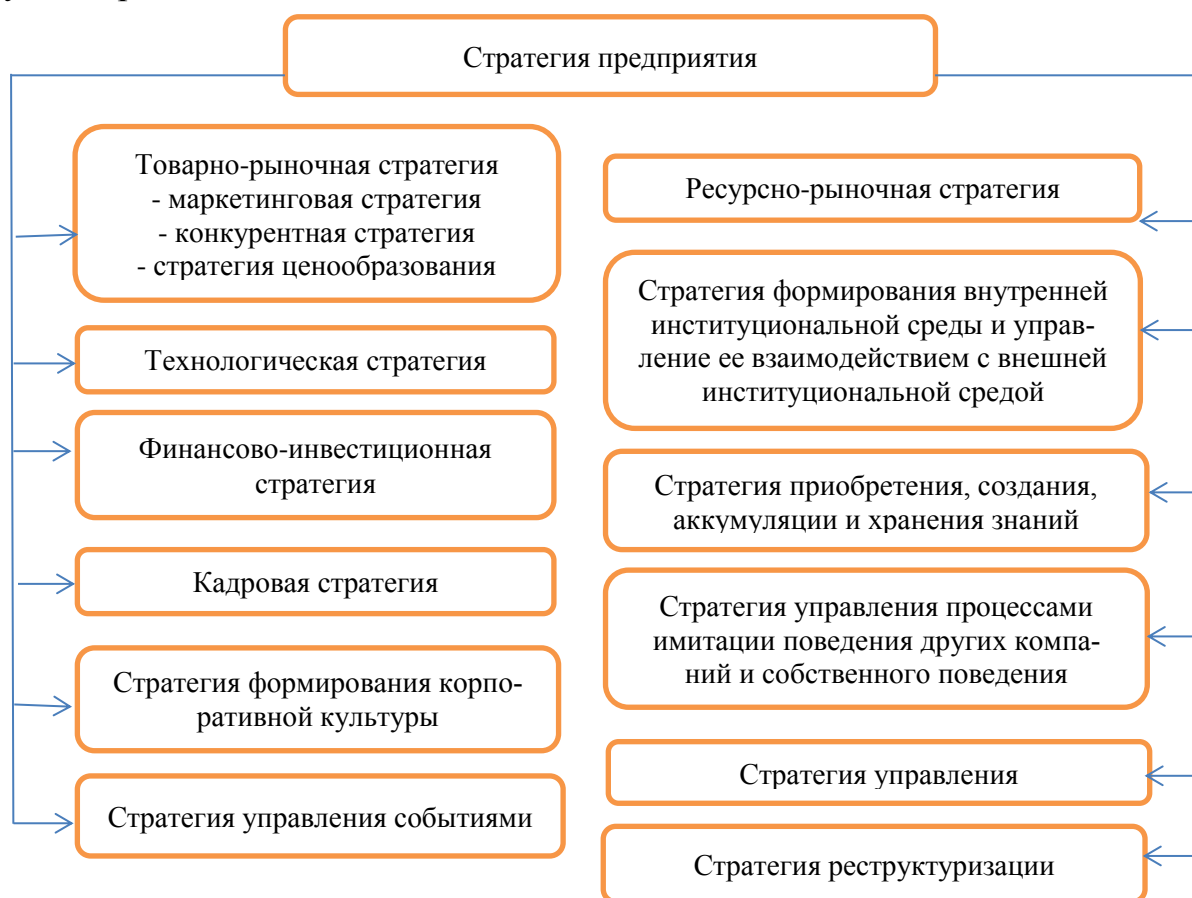 Стратегия предприятия
Товарно-рыночная стратегия
- маркетинговая стратегия
- конкурентная стратегия
- стратегия ценообразования
Технологическая стратегия
Финансово-инвестиционная
стратегия
Кадровая стратегия
Стратегия формирования корпо-
ративной культуры
Стратегия управления событиями
Ресурсно-рыночная стратегия
Стратегия формирования внутренней
институциональной среды и управ-
ление ее взаимодействием с внешней
институциональной средой
Стратегия приобретения, создания,
аккумуляции и хранения знаний
Стратегия управления процессами
имитации поведения других компа-
ний и собственного поведения
Стратегия управления
Стратегия реструктуризации